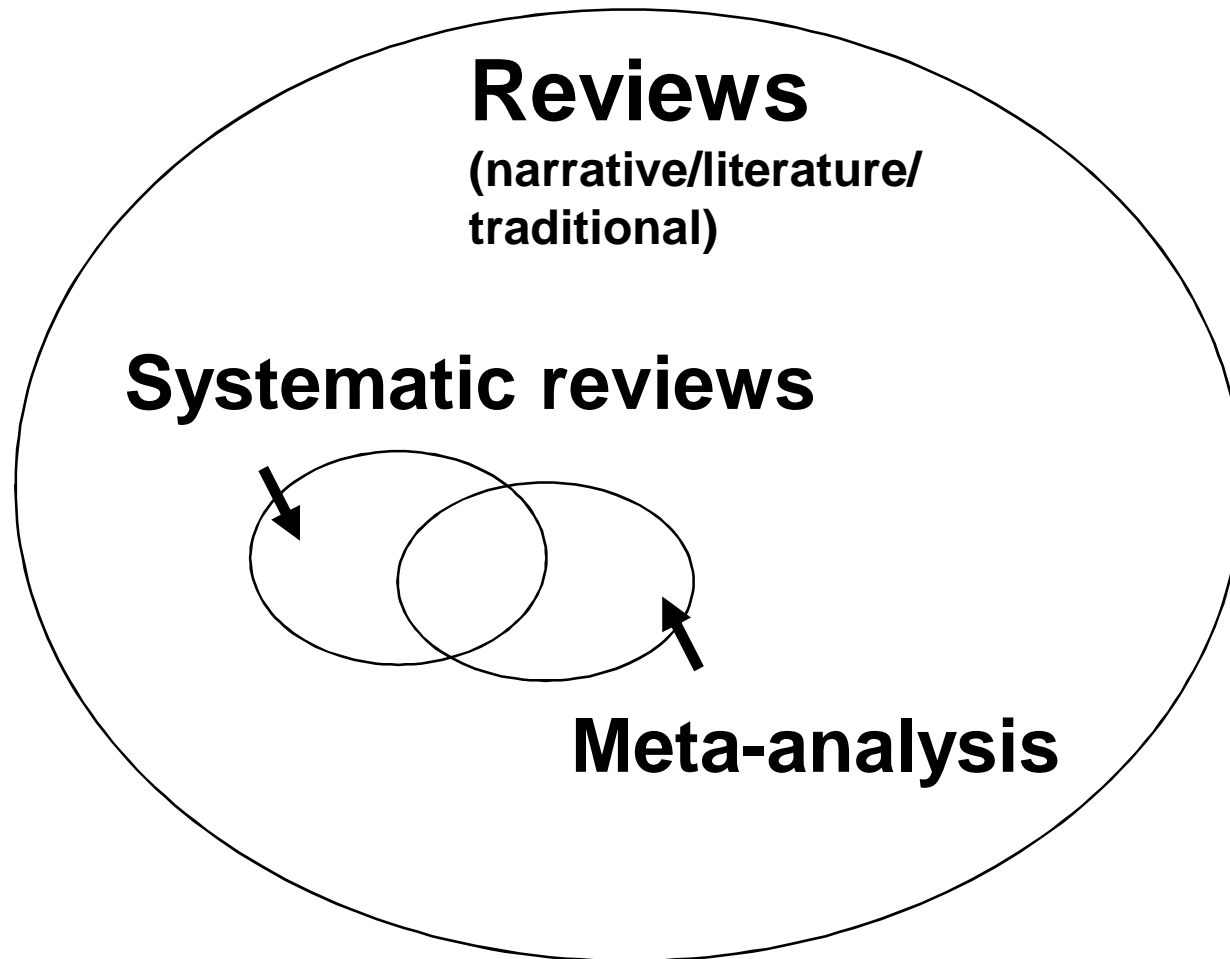 Reviews
(narrative/literature/
traditional)
Systematic reviews
Meta-analysis